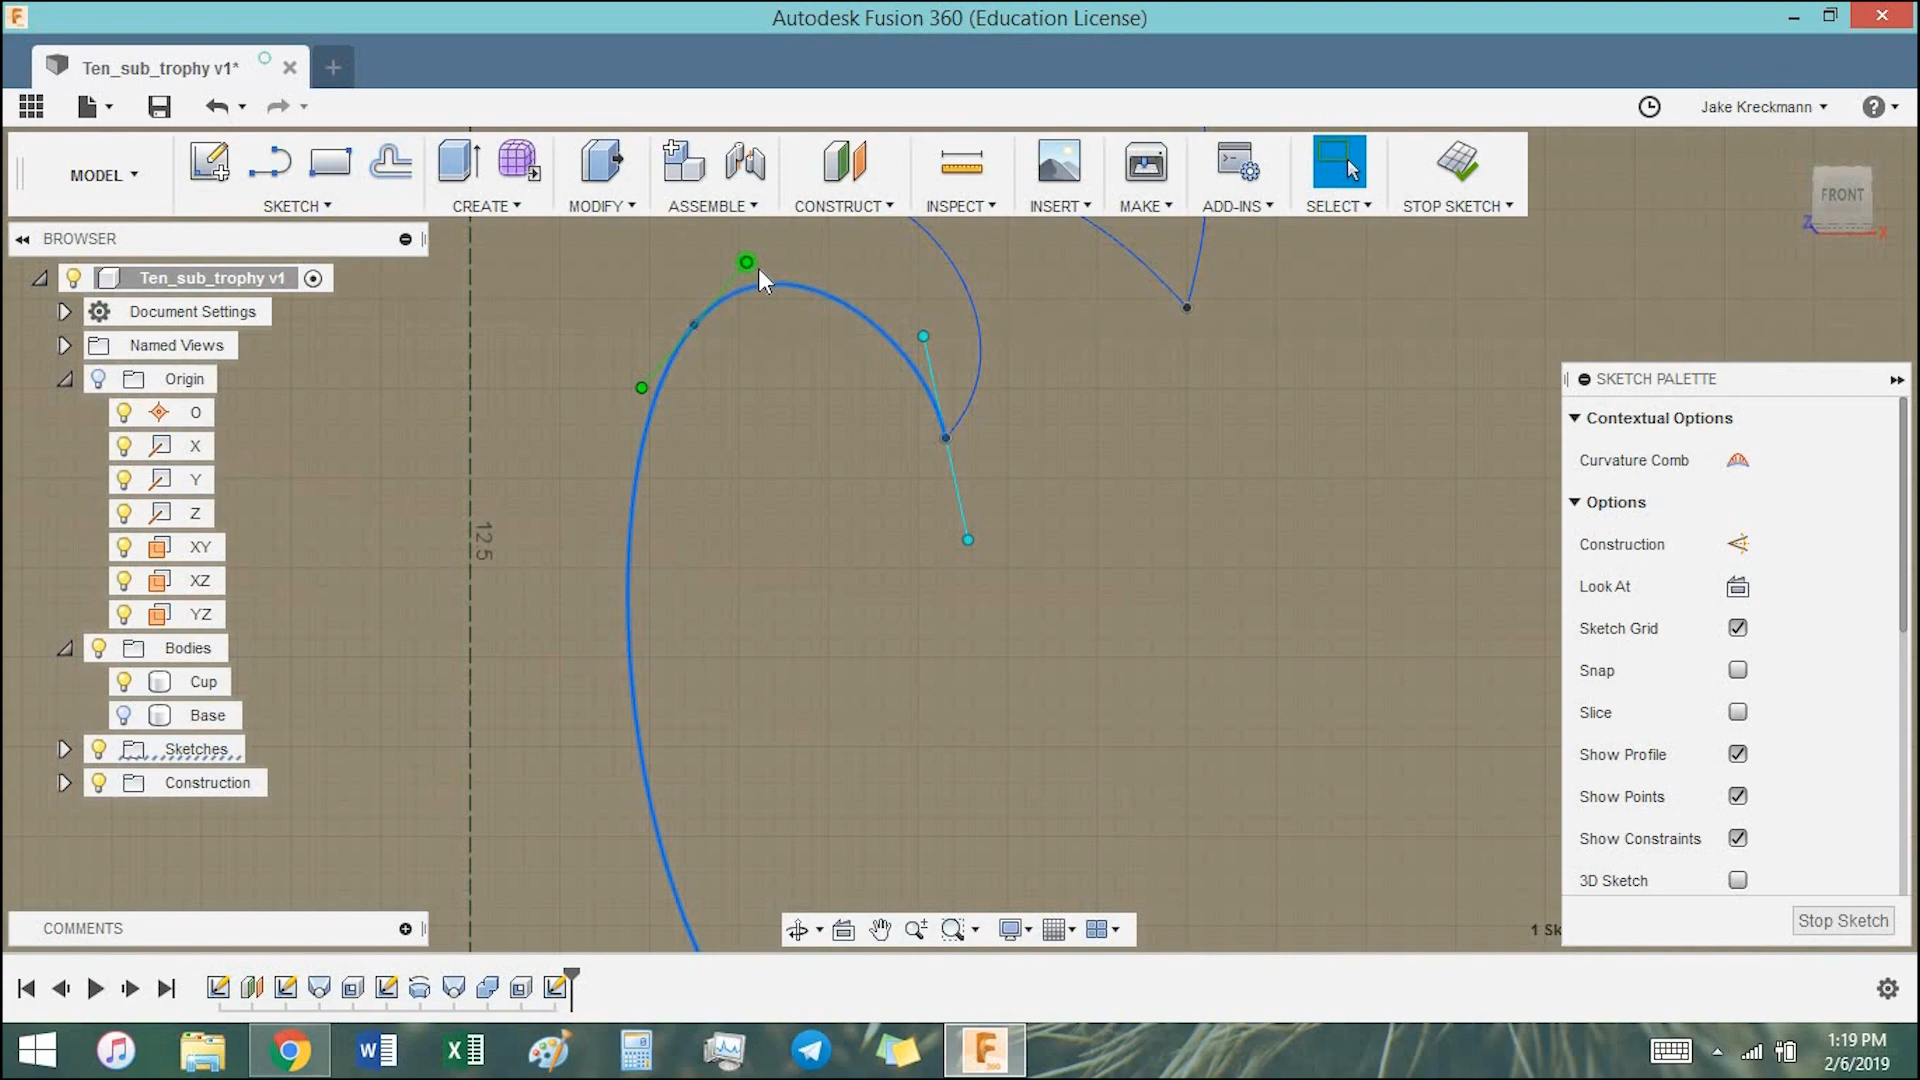 Autodesk Fusion 360 (Education License)
Ten_sub_trophy v1*
Jake Kreckmann
MODEL
SKETCH
CREATE
MODIFY
ASSEMBLE
CONSTRUCT
INSPECT
INSERT
MAKE
ADD-INS
SELECT
STOP SKETCH
FRONT
Z
X
BROWSER
Ten_sub_trophy v1
Document Settings
Named Views
Origin
O
X
Y
Z
XY
XZ
YZ
Bodies
Cup
Base
Sketches
Construction
12.5
SKETCH PALETTE
Contextual Options
Curvature Comb
Options
Construction
Look At
Sketch Grid
Snap
Slice
Show Profile
Show Points
Show Constraints
3D Sketch
Stop Sketch
COMMENTS
1 Sk
1:19 PM
2/6/2019